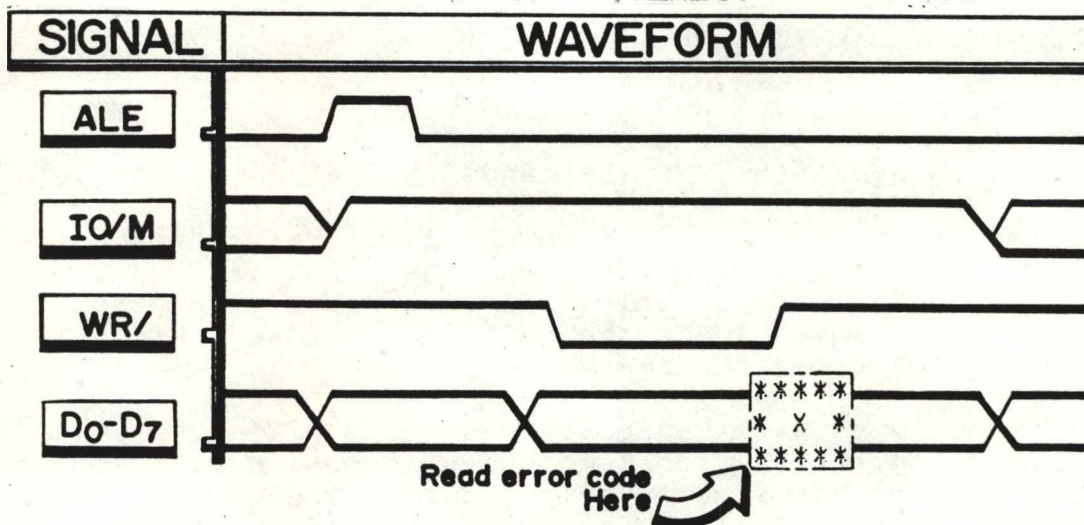 SIGNAL WAVEFORM
ALE
IO/M
WR/
D0-D7
*****
* X *
*****
Read error code
Here